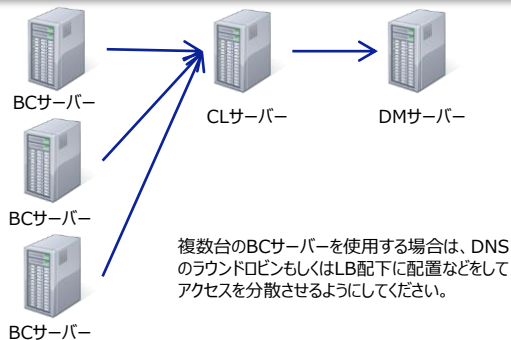 BCサーバー
CLサーバー
DMサーバー
BCサーバー
複数台のBCサーバーを使用する場合は、DNS
のラウンドロビンもしくはLB配下に配置などをして
アクセスを分散させるようにしてください。
BCサーバー